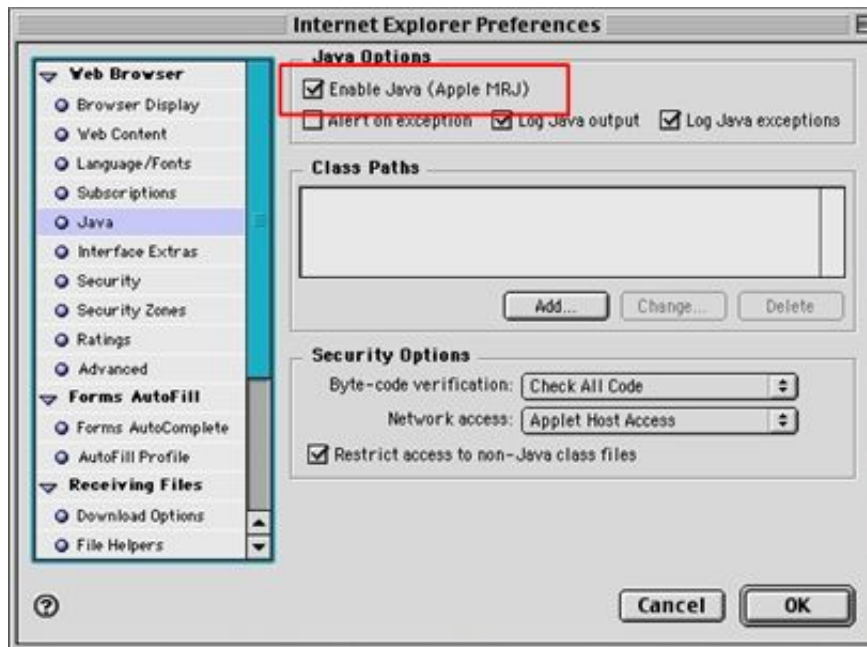 Internet Explorer Preferences
Web Browser
Browser Display
Web Content
Language/Fonts
Subscriptions
Java
Interface Extras
Security
Security Zones
Ratings
Advanced
Forms AutoFill
Forms AutoComplete
AutoFill Profile
Receiving Files
Download Options
File Helpers
Java Options
Enable Java (Apple MRJ)
Alert on exception Log Java output Log Java exceptions
Class Paths
Add... Change... Delete
Security Options
Byte-code verification: Check All Code
Network access: Applet Host Access
Restrict access to non-Java class files
?
Cancel OK